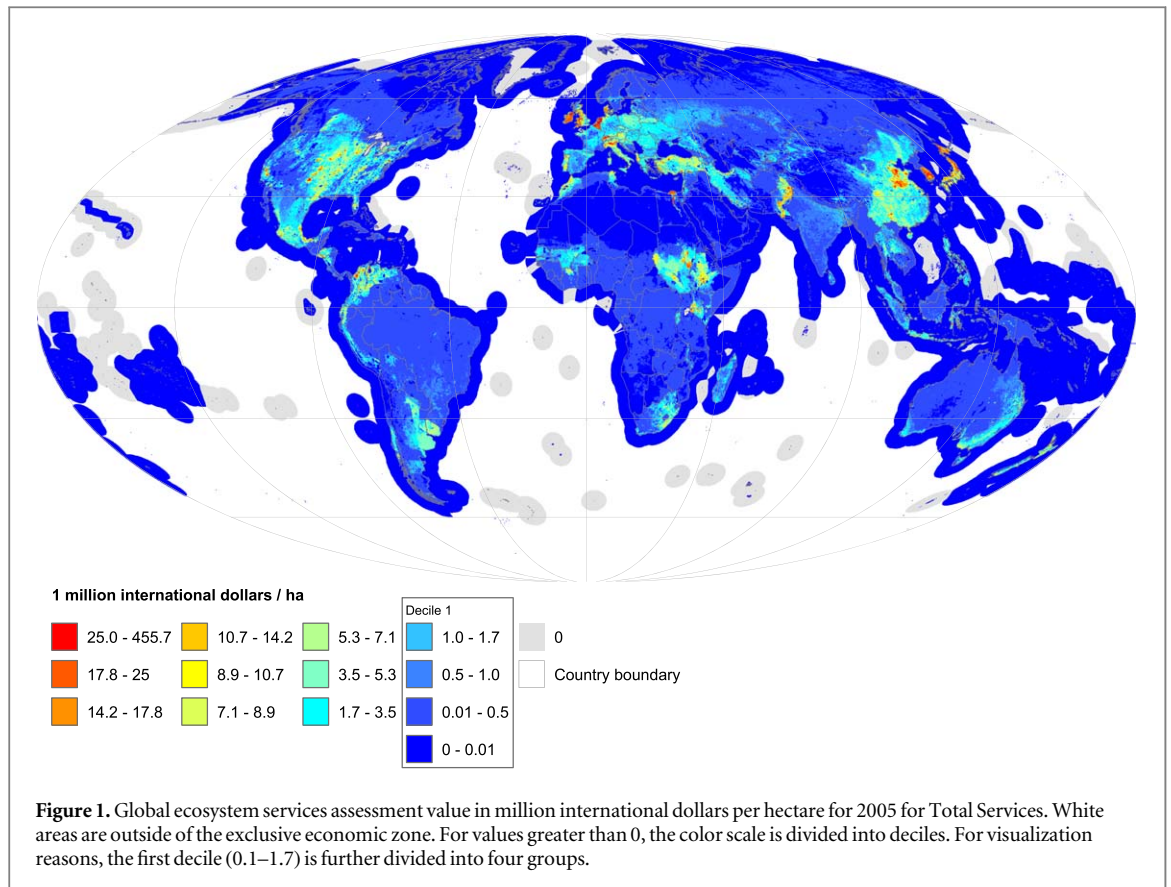 1 million international dollars / ha
25.0 - 455.7
17.8 - 25
14.2 - 17.8
10.7 - 14.2
8.9 - 10.7
7.1 - 8.9
5.3 - 7.1
3.5 - 5.3
1.7 - 3.5
Decile 1
1.0 - 1.7
0.5 - 1.0
0.01 - 0.5
0 - 0.01
0
Country boundary
Figure 1. Global ecosystem services assessment value in million international dollars per hectare for 2005 for Total Services. White
areas are outside of the exclusive economic zone. For values greater than 0, the color scale is divided into deciles. For visualization
reasons, the first decile (0.1–1.7) is further divided into four groups.